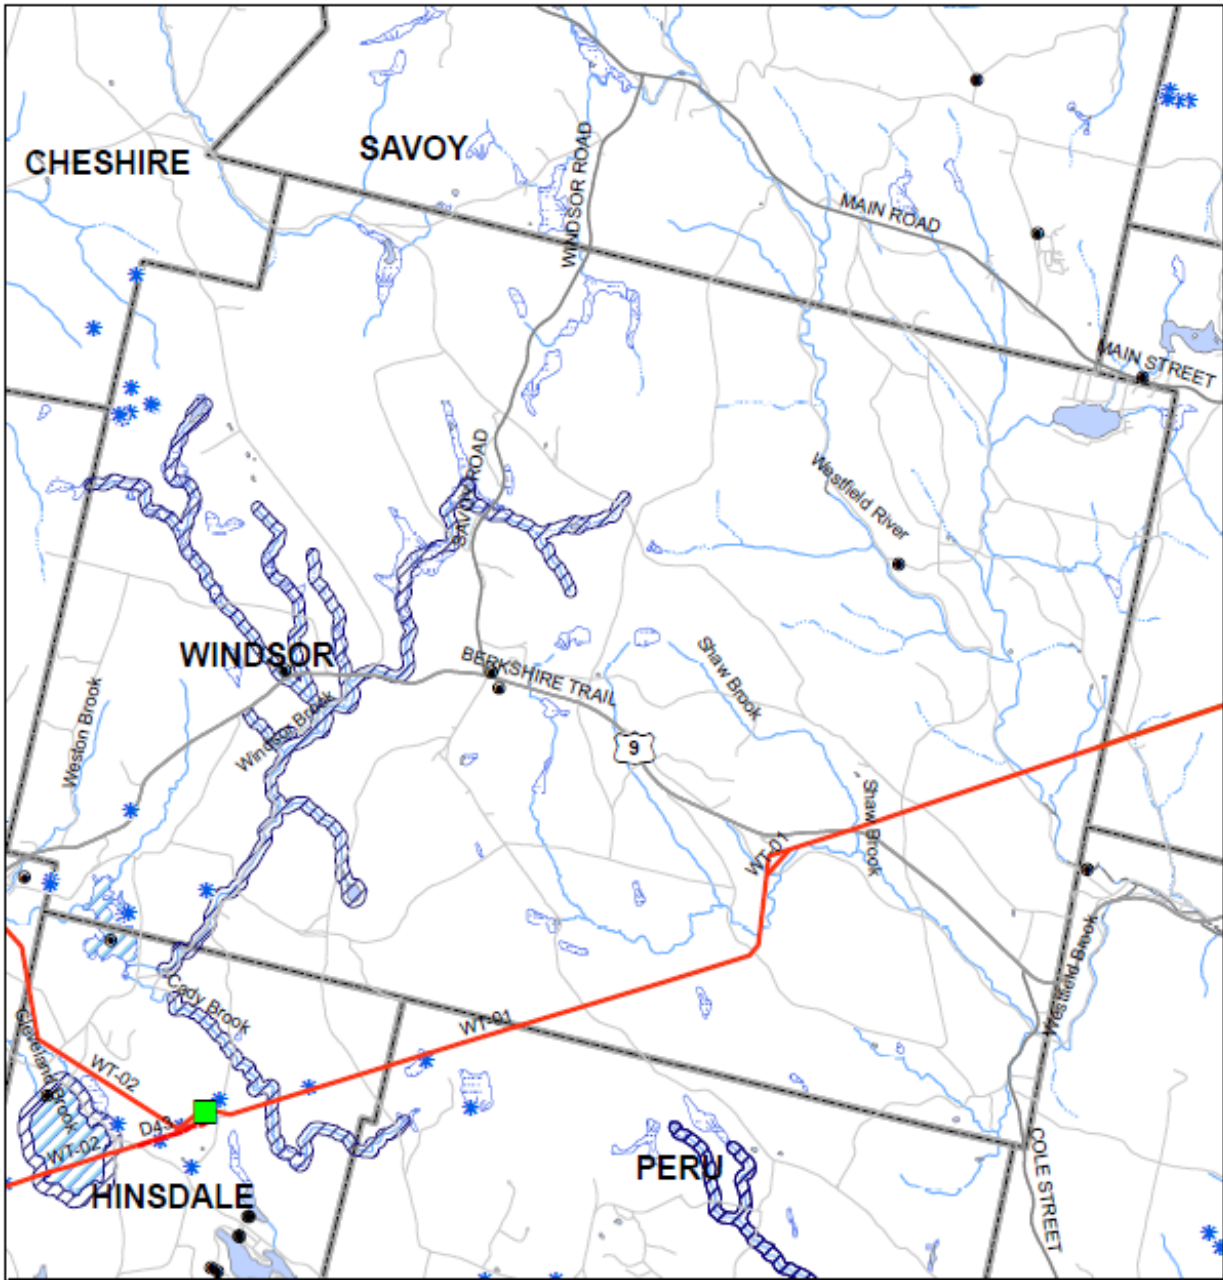 CHESHIRE
SAVOY
WINDSOR ROAD
MAIN ROAD
MAIN STREET
SAVOY ROAD
Westfield River
WINDSOR
BERKSHIRE TRAIL
Shaw Brook
Weston Brook
Windsor Brook
9
Shaw Brook
WT-01
Westfield Brook
Cady Brook
WT-01
Cleveland Brook
WT-02
D43
WT-02
HINSDALE
PERU
COLE STREET